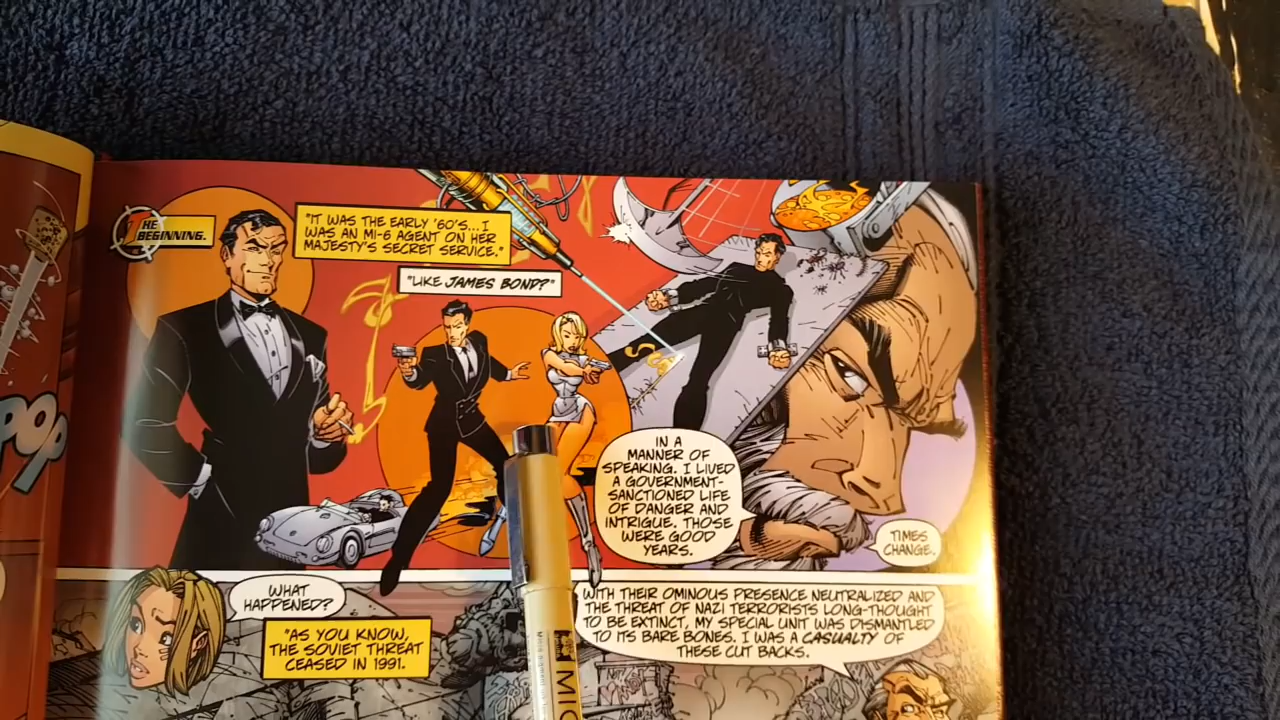 THE
BEGINNING.
"IT WAS THE EARLY '60'S...I
WAS AN MI-6 AGENT ON HER
MAJESTY'S SECRET SERVICE."
"LIKE JAMES BOND?"
IN A
MANNER OF
SPEAKING. I LIVED
A GOVERNMENT-
SANCTIONED LIFE
OF DANGER AND
INTRIGUE. THOSE
WERE GOOD
YEARS.
TIMES
CHANGE.
POP
WHAT
HAPPENED?
"AS YOU KNOW,
THE SOVIET THREAT
CEASED IN 1991.
WITH THEIR OMINOUS PRESENCE NEUTRALIZED AND
THE THREAT OF NAZI TERRORISTS LONG-THOUGHT
TO BE EXTINCT, MY SPECIAL UNIT WAS DISMANTLED
TO ITS BARE BONES. I WAS A CASUALTY OF
THESE CUT BACKS.
MIC